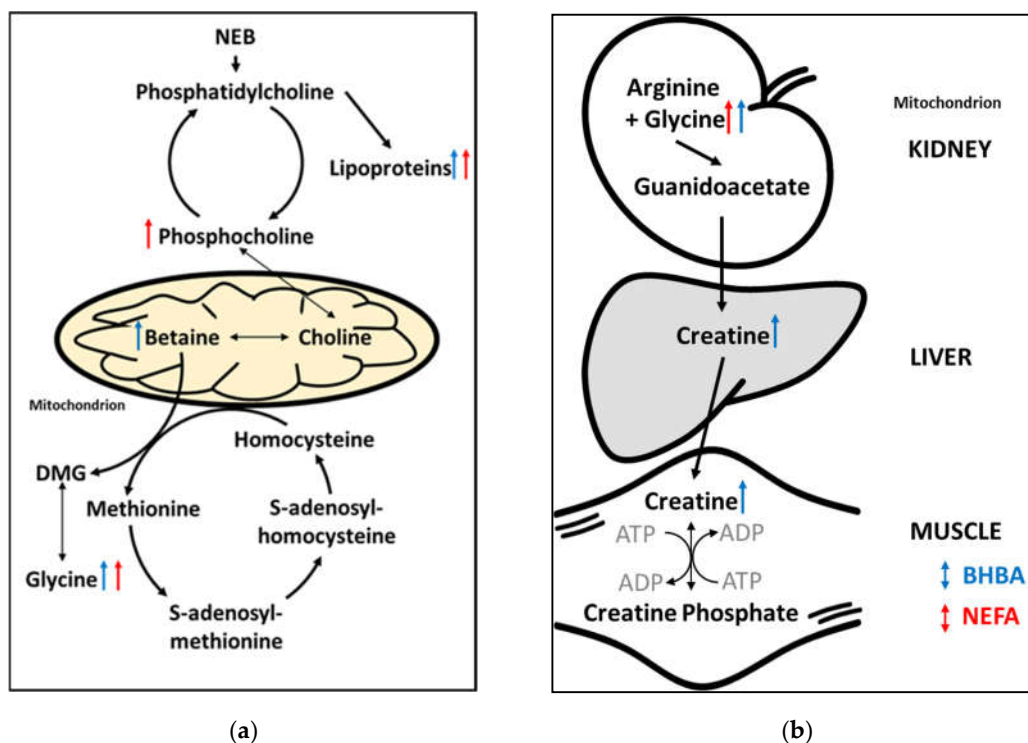 NEB
Phosphatidylcholine
Lipoproteins
Phosphocholine
Betaine
Choline
Mitochondrion
Homocysteine
DMG
Methionine
S-adenosyl-
homocysteine
Glycine
S-adenosyl-
methionine
(a)
Arginine
+ Glycine
Mitochondrion
KIDNEY
Guanidoacetate
Creatine
LIVER
Creatine
ATP
ADP
MUSCLE
ADP
ATP
BHBA
Creatine Phosphate
NEFA
(b)